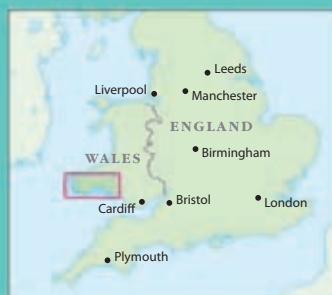 Leeds
Liverpool
Manchester
ENGLAND
Birmingham
WALES
Cardiff
Bristol
London
Plymouth